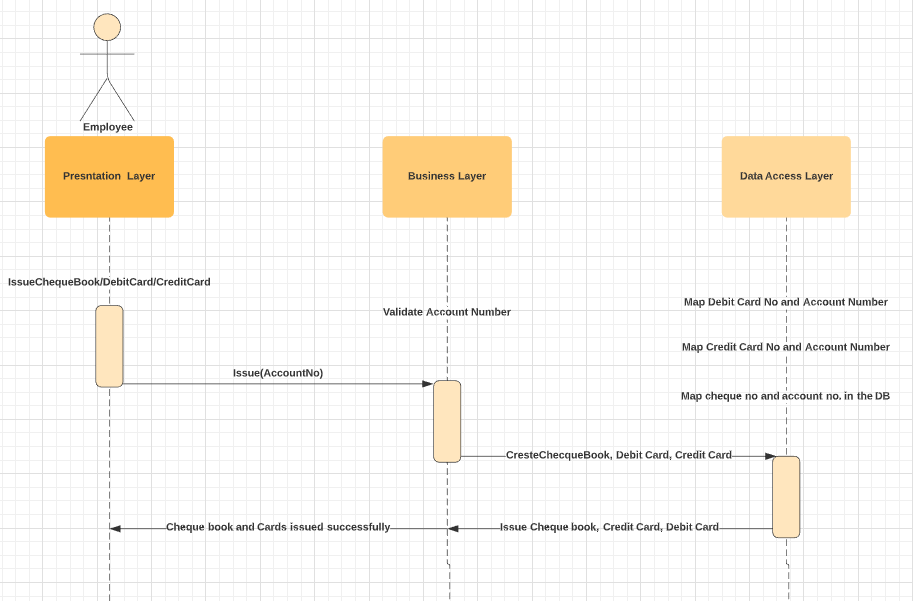 Employee
Presntation Layer
Business Layer
Data Access Layer
IssueChequeBook/DebitCard/CreditCard
Map Debit Card No and Account Number
Validate Account Number
Map Credit Card No and Account Number
Issue(AccountNo)
Map cheque no and account no. in the DB
CresteChecqueBook, Debit Card, Credit Card
Cheque book and Cards issued successfully
Issue Cheque book, Credit Card, Debit Card